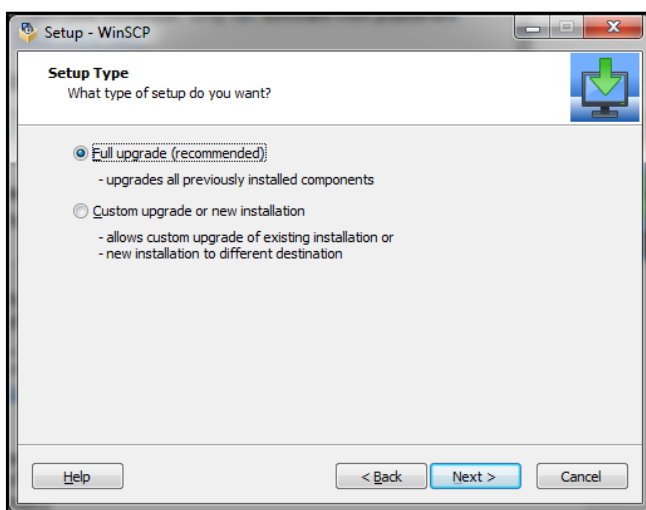 Setup - WinSCP
Setup Type
What type of setup do you want?
Full upgrade (recommended)
- upgrades all previously installed components
Custom upgrade or new installation
- allows custom upgrade of existing installation or
- new installation to different destination
Help
< Back
Next >
Cancel